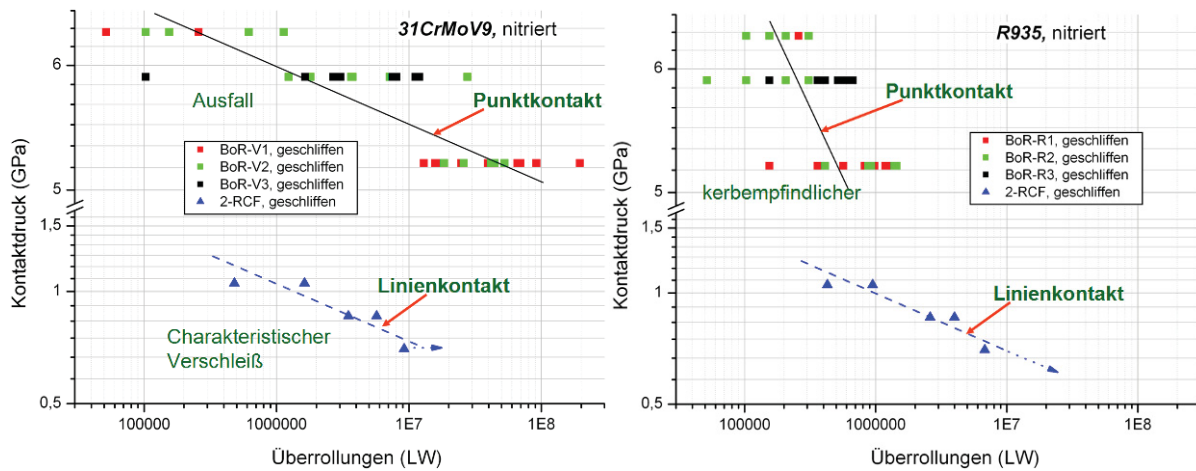 31CrMoV9, nitriert
6
Ausfall
Punktkontakt
BoR-V1, geschliffen
BoR-V2, geschliffen
BoR-V3, geschliffen
2-RCF, geschliffen
5
1.5
Kontaktdruck (GPa)
Linienkontakt
1
Charakteristischer
Verschleiß
0,5
100000
1000000
1E7
1E8
Überrollungen (LW)
R935, nitriert
6
Punktkontakt
BoR-R1, geschliffen
BoR-R2, geschliffen
BoR-R3, geschliffen
2-RCF, geschliffen
5
kerbempfindlicher
1.5
Kontaktdruck (GPa)
Linienkontakt
1
0,5
100000
1000000
1E7
1E8
Überrollungen (LW)